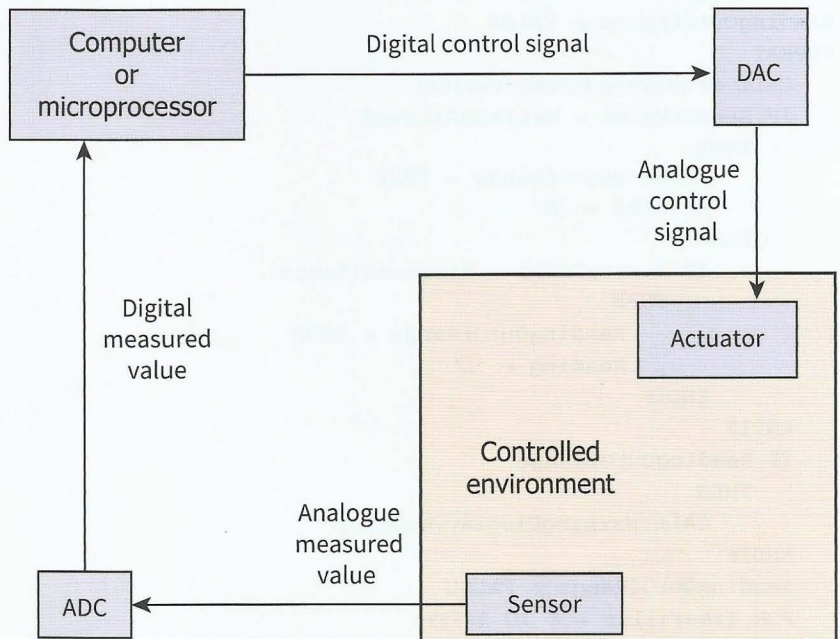 Computer
or
microprocessor
Digital control signal
DAC
Analogue
control
signal
Actuator
Digital
measured
value
Controlled
environment
Analogue
measured
value
ADC
Sensor